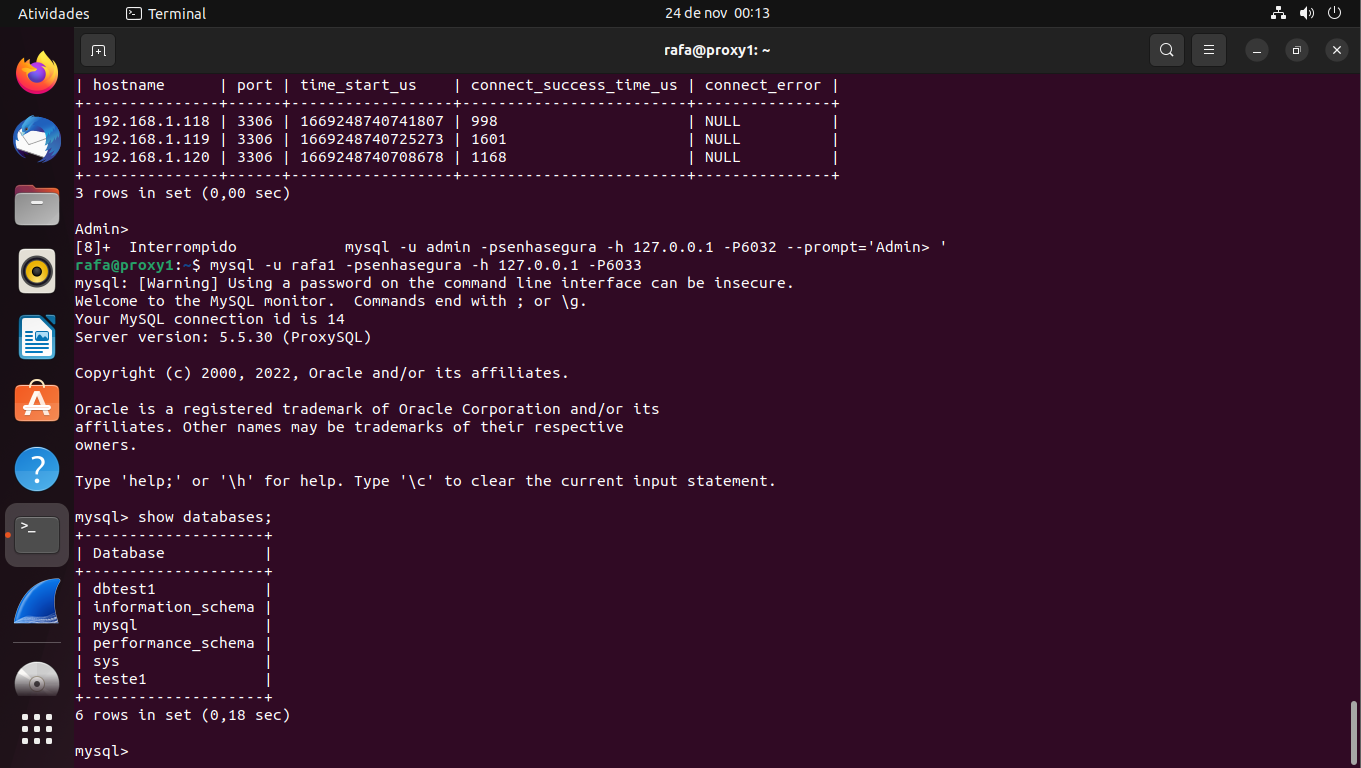 Atividades Terminal 24 de nov 00:13
rafa@proxy1: ~
| hostname      | port | time_start_us    | connect_success_time_us | connect_error |
+---------------+------+------------------+-------------------------+---------------+
| 192.168.1.118 | 3306 | 1669248740741807 | 998                     | NULL          |
| 192.168.1.119 | 3306 | 1669248740725273 | 1601                    | NULL          |
| 192.168.1.120 | 3306 | 1669248740708678 | 1168                    | NULL          |
+---------------+------+------------------+-------------------------+---------------+
3 rows in set (0,00 sec)
Admin>
[8]+  Interrompido            mysql -u admin -psenhasegura -h 127.0.0.1 -P6032 --prompt='Admin> '
rafa@proxy1:~$ mysql -u rafa1 -psenhasegura -h 127.0.0.1 -P6033
mysql: [Warning] Using a password on the command line interface can be insecure.
Welcome to the MySQL monitor.  Commands end with ; or \g.
Your MySQL connection id is 14
Server version: 5.5.30 (ProxySQL)
Copyright (c) 2000, 2022, Oracle and/or its affiliates.
Oracle is a registered trademark of Oracle Corporation and/or its
affiliates. Other names may be trademarks of their respective
owners.
Type 'help;' or '\h' for help. Type '\c' to clear the current input statement.
mysql> show databases;
+--------------------+
| Database           |
+--------------------+
| dbtest1            |
| information_schema |
| mysql              |
| performance_schema |
| sys                |
| teste1             |
+--------------------+
6 rows in set (0,18 sec)
mysql>